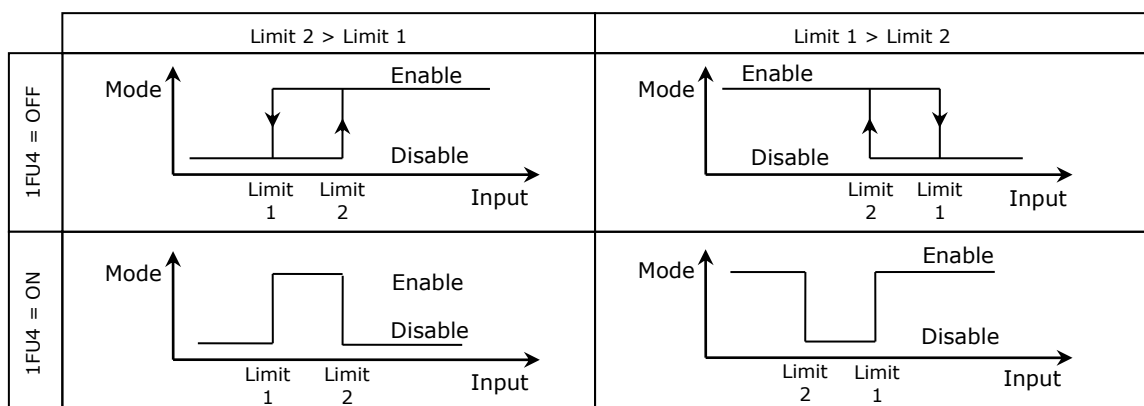 Limit 2 > Limit 1
Limit 1 > Limit 2
1FU4 = OFF
Mode
Enable
Disable
Limit
1
Limit
2
Input
Mode
Enable
Disable
Limit
2
Limit
1
Input
1FU4 = ON
Mode
Enable
Disable
Limit
1
Limit
2
Input
Mode
Enable
Disable
Limit
2
Limit
1
Input